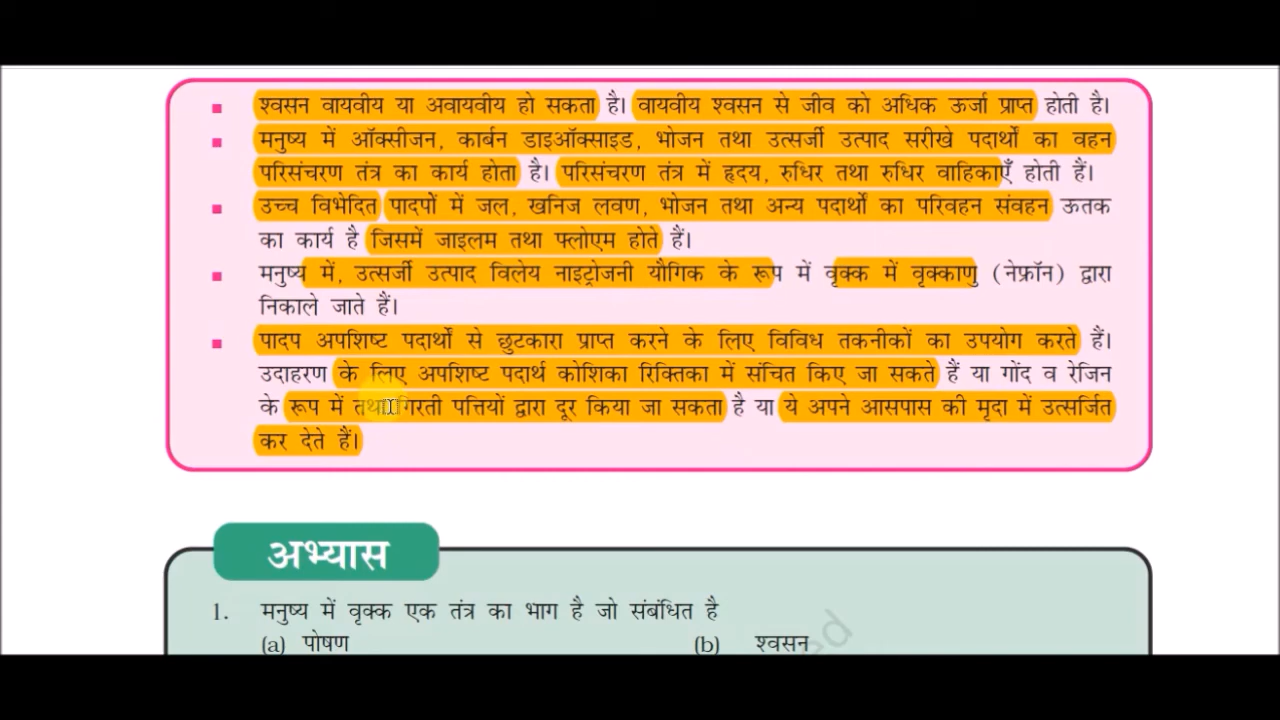 ▪ श्वसन वायवीय या अवायवीय हो सकता है। वायवीय श्वसन से जीव को अधिक ऊर्जा प्राप्त होती है।
▪ मनुष्य में ऑक्सीजन, कार्बन डाइऑक्साइड, भोजन तथा उत्सर्जी उत्पाद सरीखे पदार्थों का वहन
परिसंचरण तंत्र का कार्य होता है। परिसंचरण तंत्र में हृदय, रुधिर तथा रुधिर वाहिकाएँ होती हैं।
▪ उच्च विभेदित पादपों में जल, खनिज लवण, भोजन तथा अन्य पदार्थों का परिवहन संवहन ऊतक
का कार्य है जिसमें जाइलम तथा फ्लोएम होते हैं।
▪ मनुष्य में, उत्सर्जी उत्पाद विलेय नाइट्रोजनी यौगिक के रूप में वृक्क में वृक्काणु (नेफ्रॉन) द्वारा
निकाले जाते हैं।
▪ पादप अपशिष्ट पदार्थों से छुटकारा प्राप्त करने के लिए विविध तकनीकों का उपयोग करते हैं।
उदाहरण के लिए अपशिष्ट पदार्थ कोशिका रिक्तिका में संचित किए जा सकते हैं या गोंद व रेजिन
के रूप में तथा गिरती पत्तियों द्वारा दूर किया जा सकता है या ये अपने आसपास की मृदा में उत्सर्जित
कर देते हैं।
अभ्यास
1. मनुष्य में वृक्क एक तंत्र का भाग है जो संबंधित है
(a) पोषण (b) श्वसन